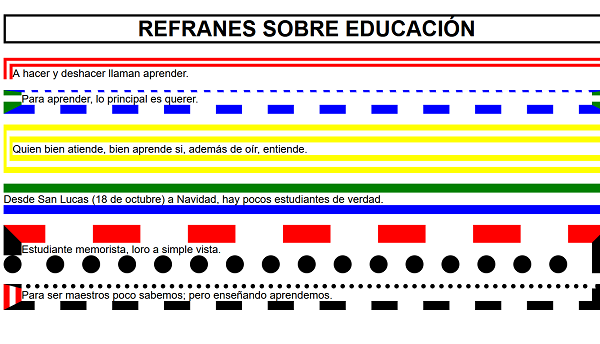 REFRANES SOBRE EDUCACIÓN
A hacer y deshacer llaman aprender.
Para aprender, lo principal es querer.
Quien bien atiende, bien aprende si, además de oír, entiende.
Desde San Lucas (18 de octubre) a Navidad, hay pocos estudiantes de verdad.
Estudiante memorista, loro a simple vista.
Para ser maestros poco sabemos; pero enseñando aprendemos.